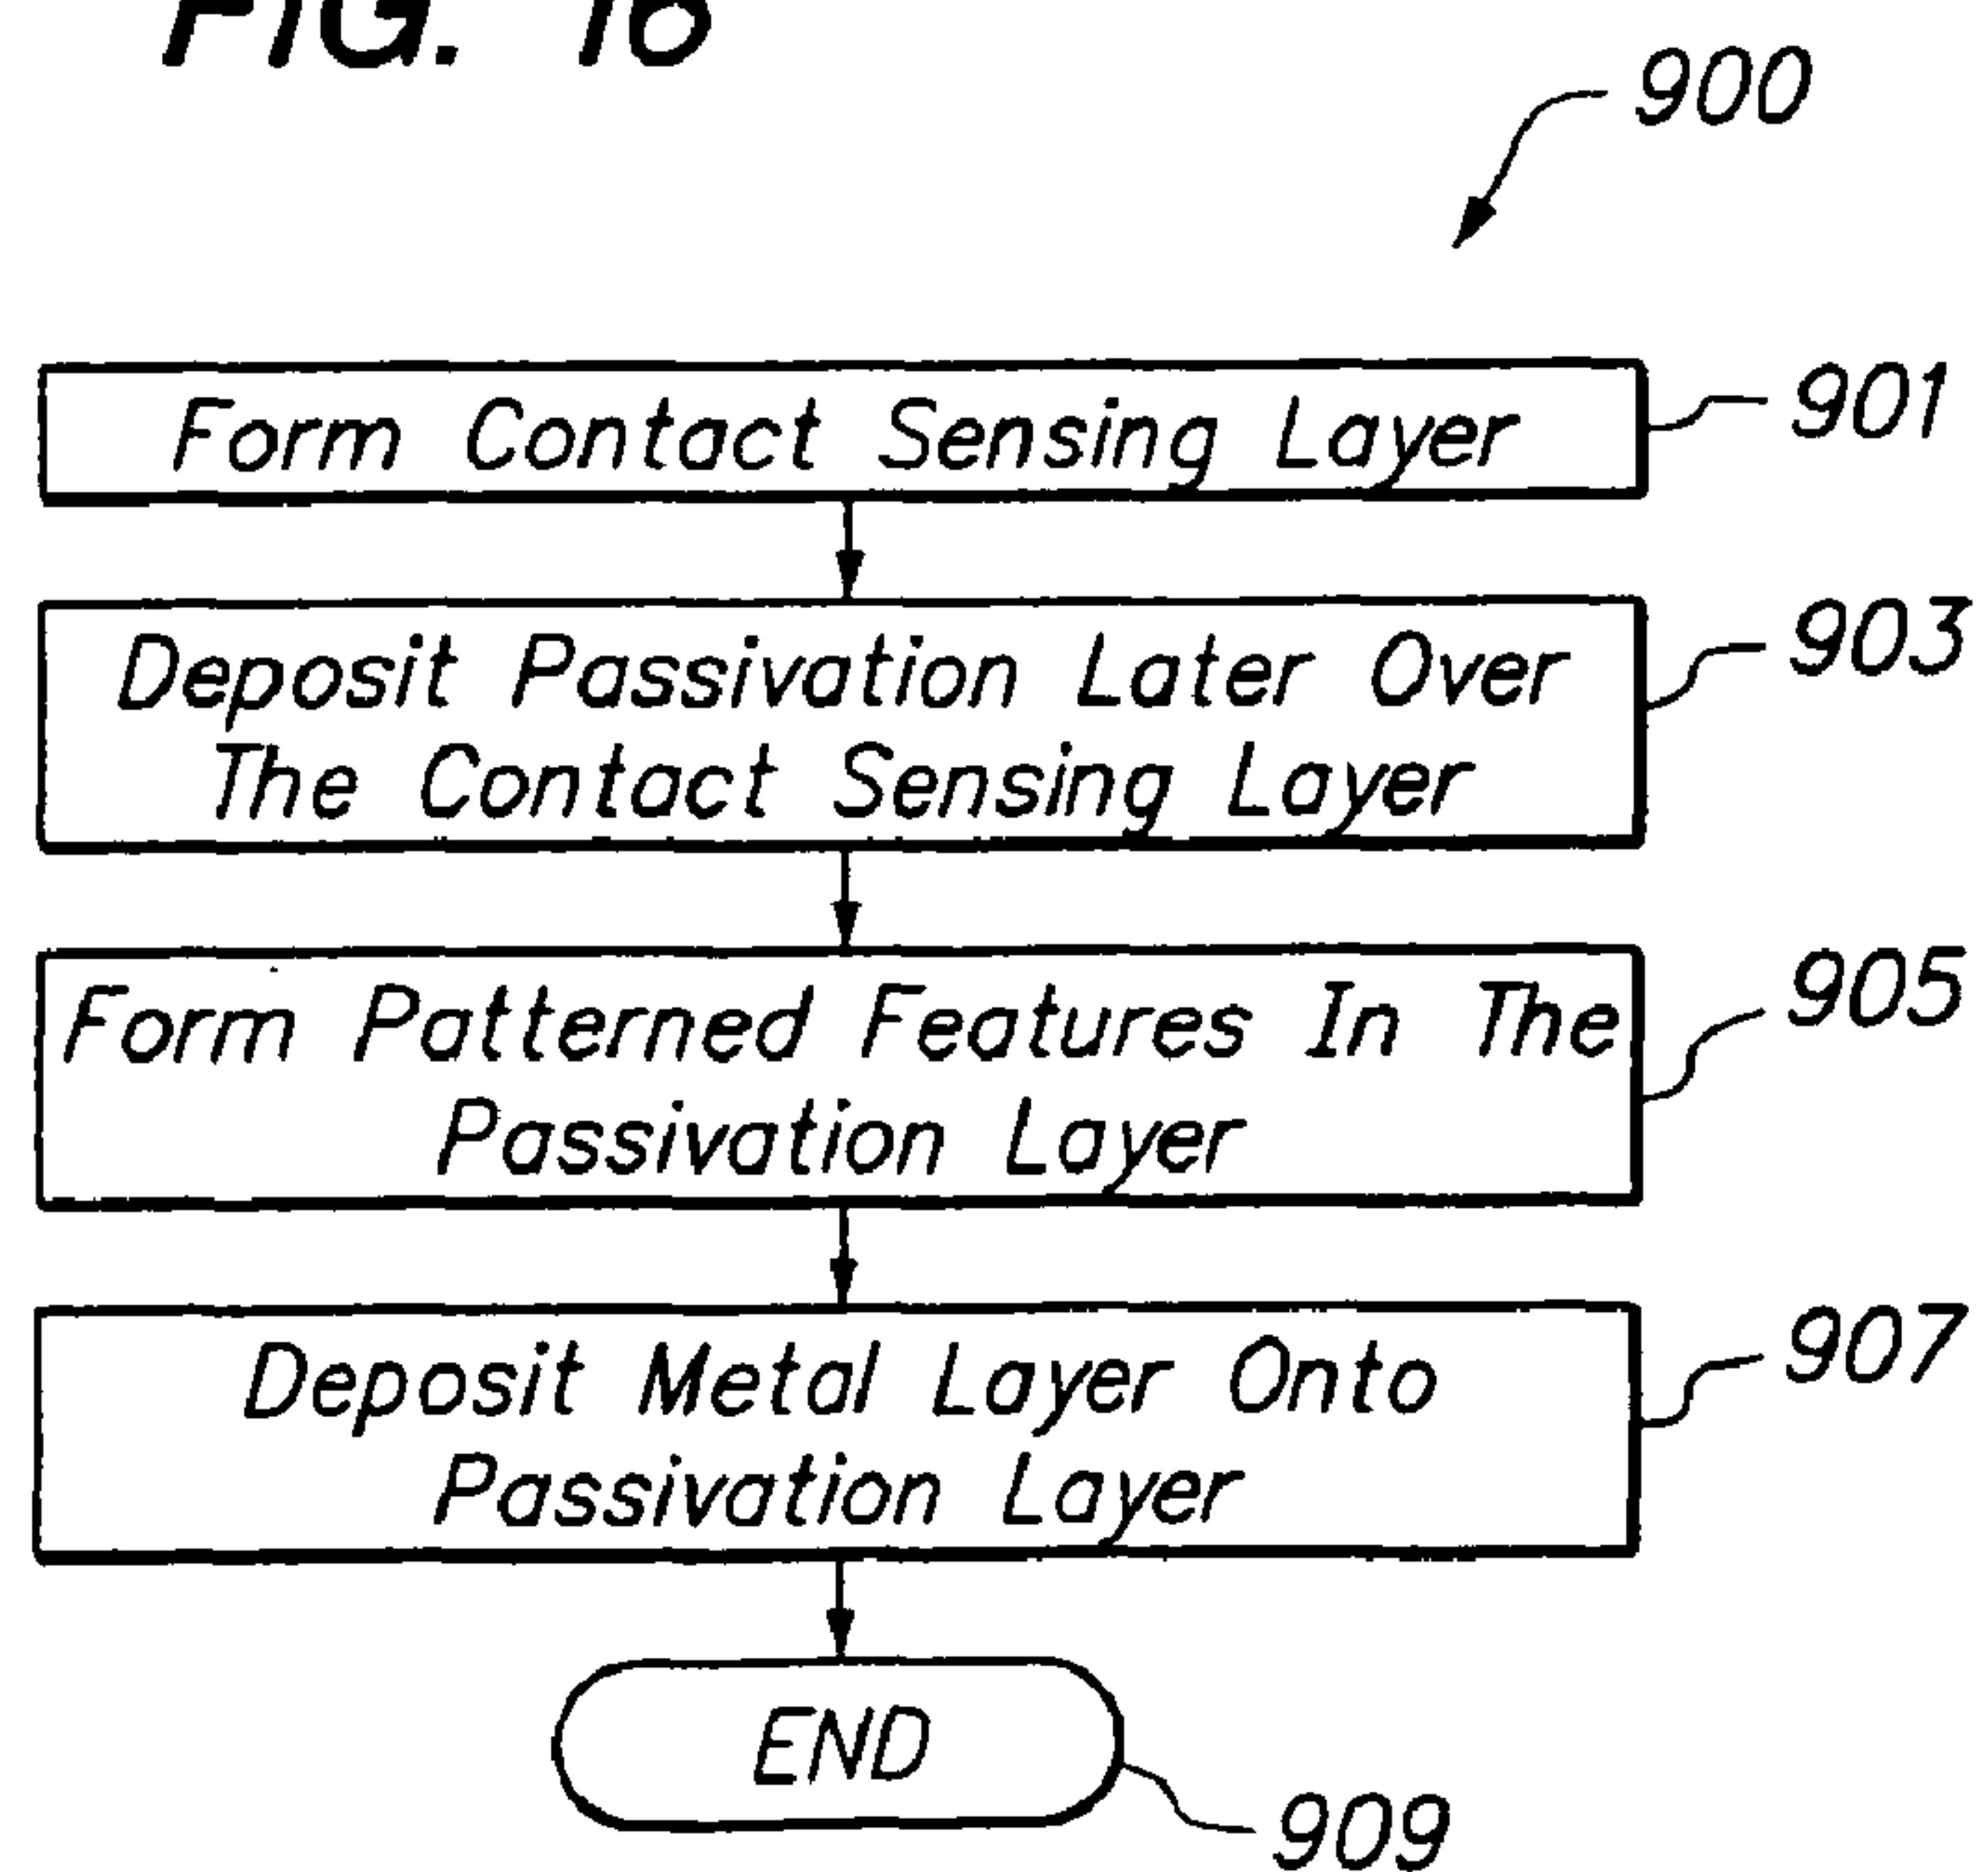 FIG. 16
900
Form Contact Sensing Layer
901
Deposit Passivation Later Over
The Contact Sensing Layer
903
Form Patterned Features In The
Passivation Layer
905
Deposit Metal Layer Onto
Passivation Layer
907
END
909